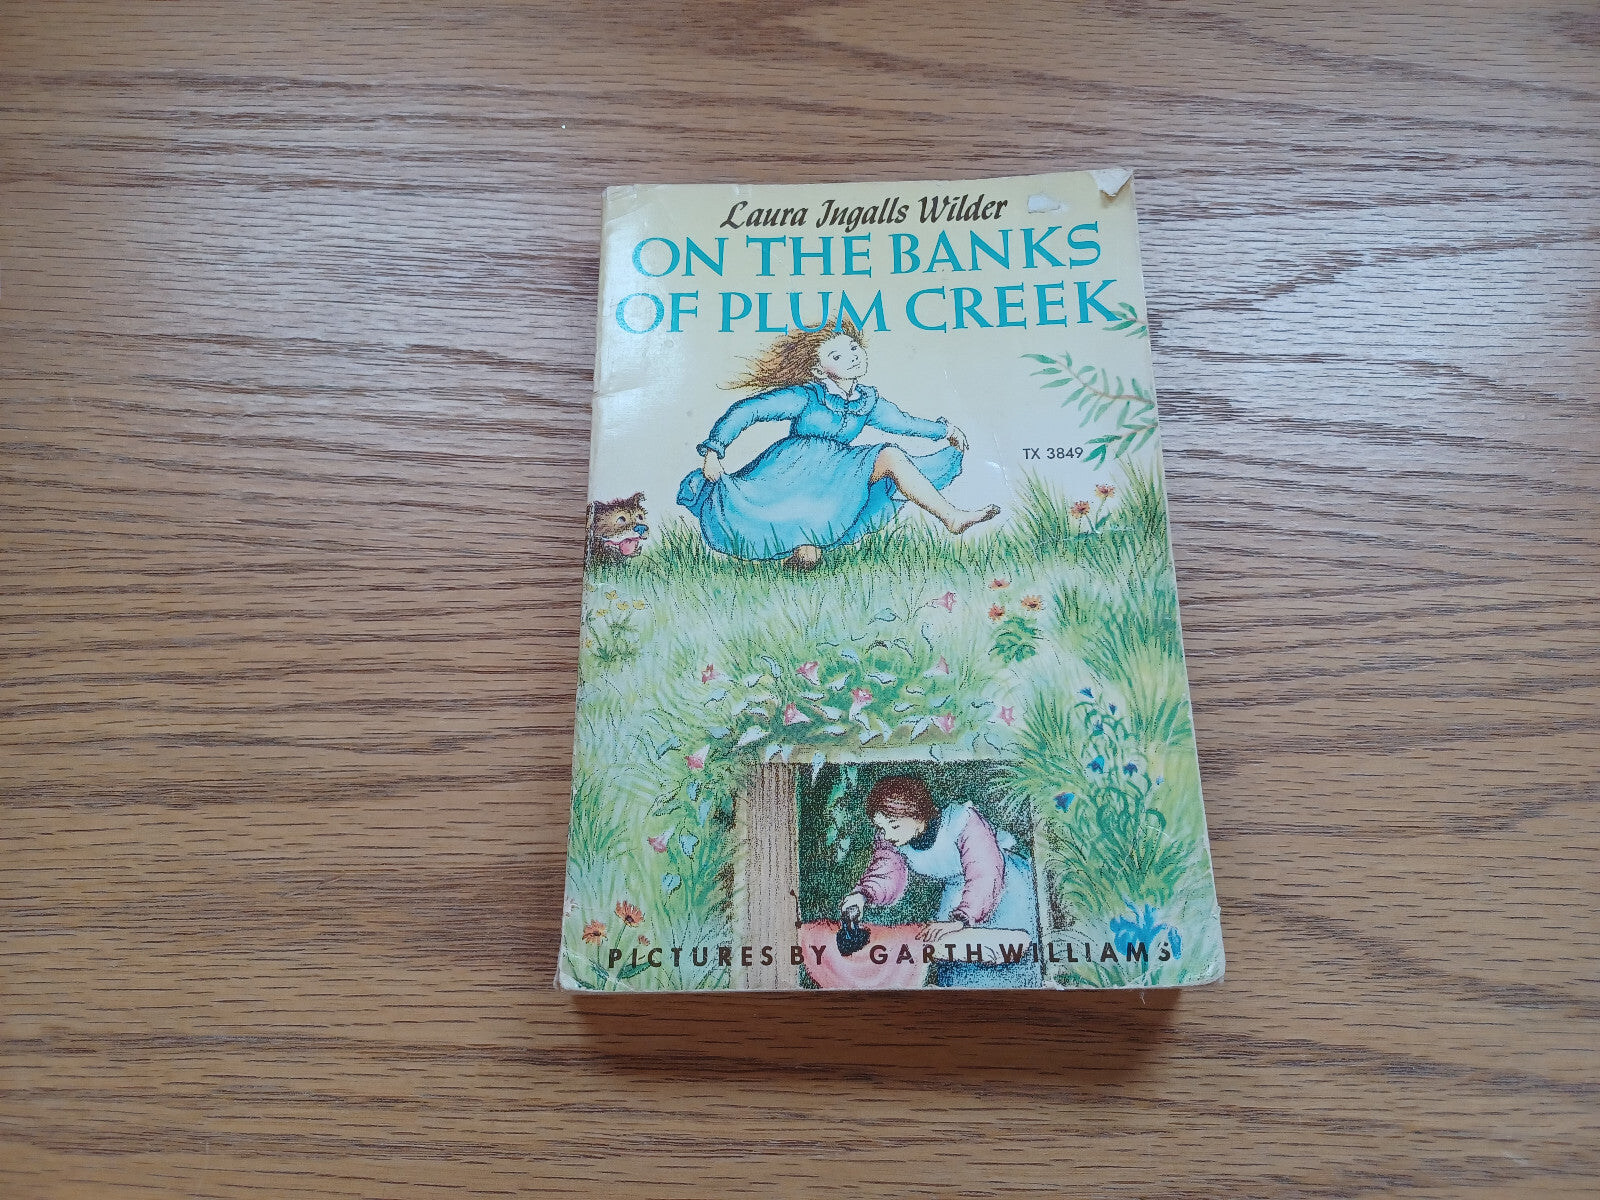 Laura Ingalls Wilder
ON THE BANKS
OF PLUM CREEK
TX 3849
PICTURES BY GARTH WILLIAMS